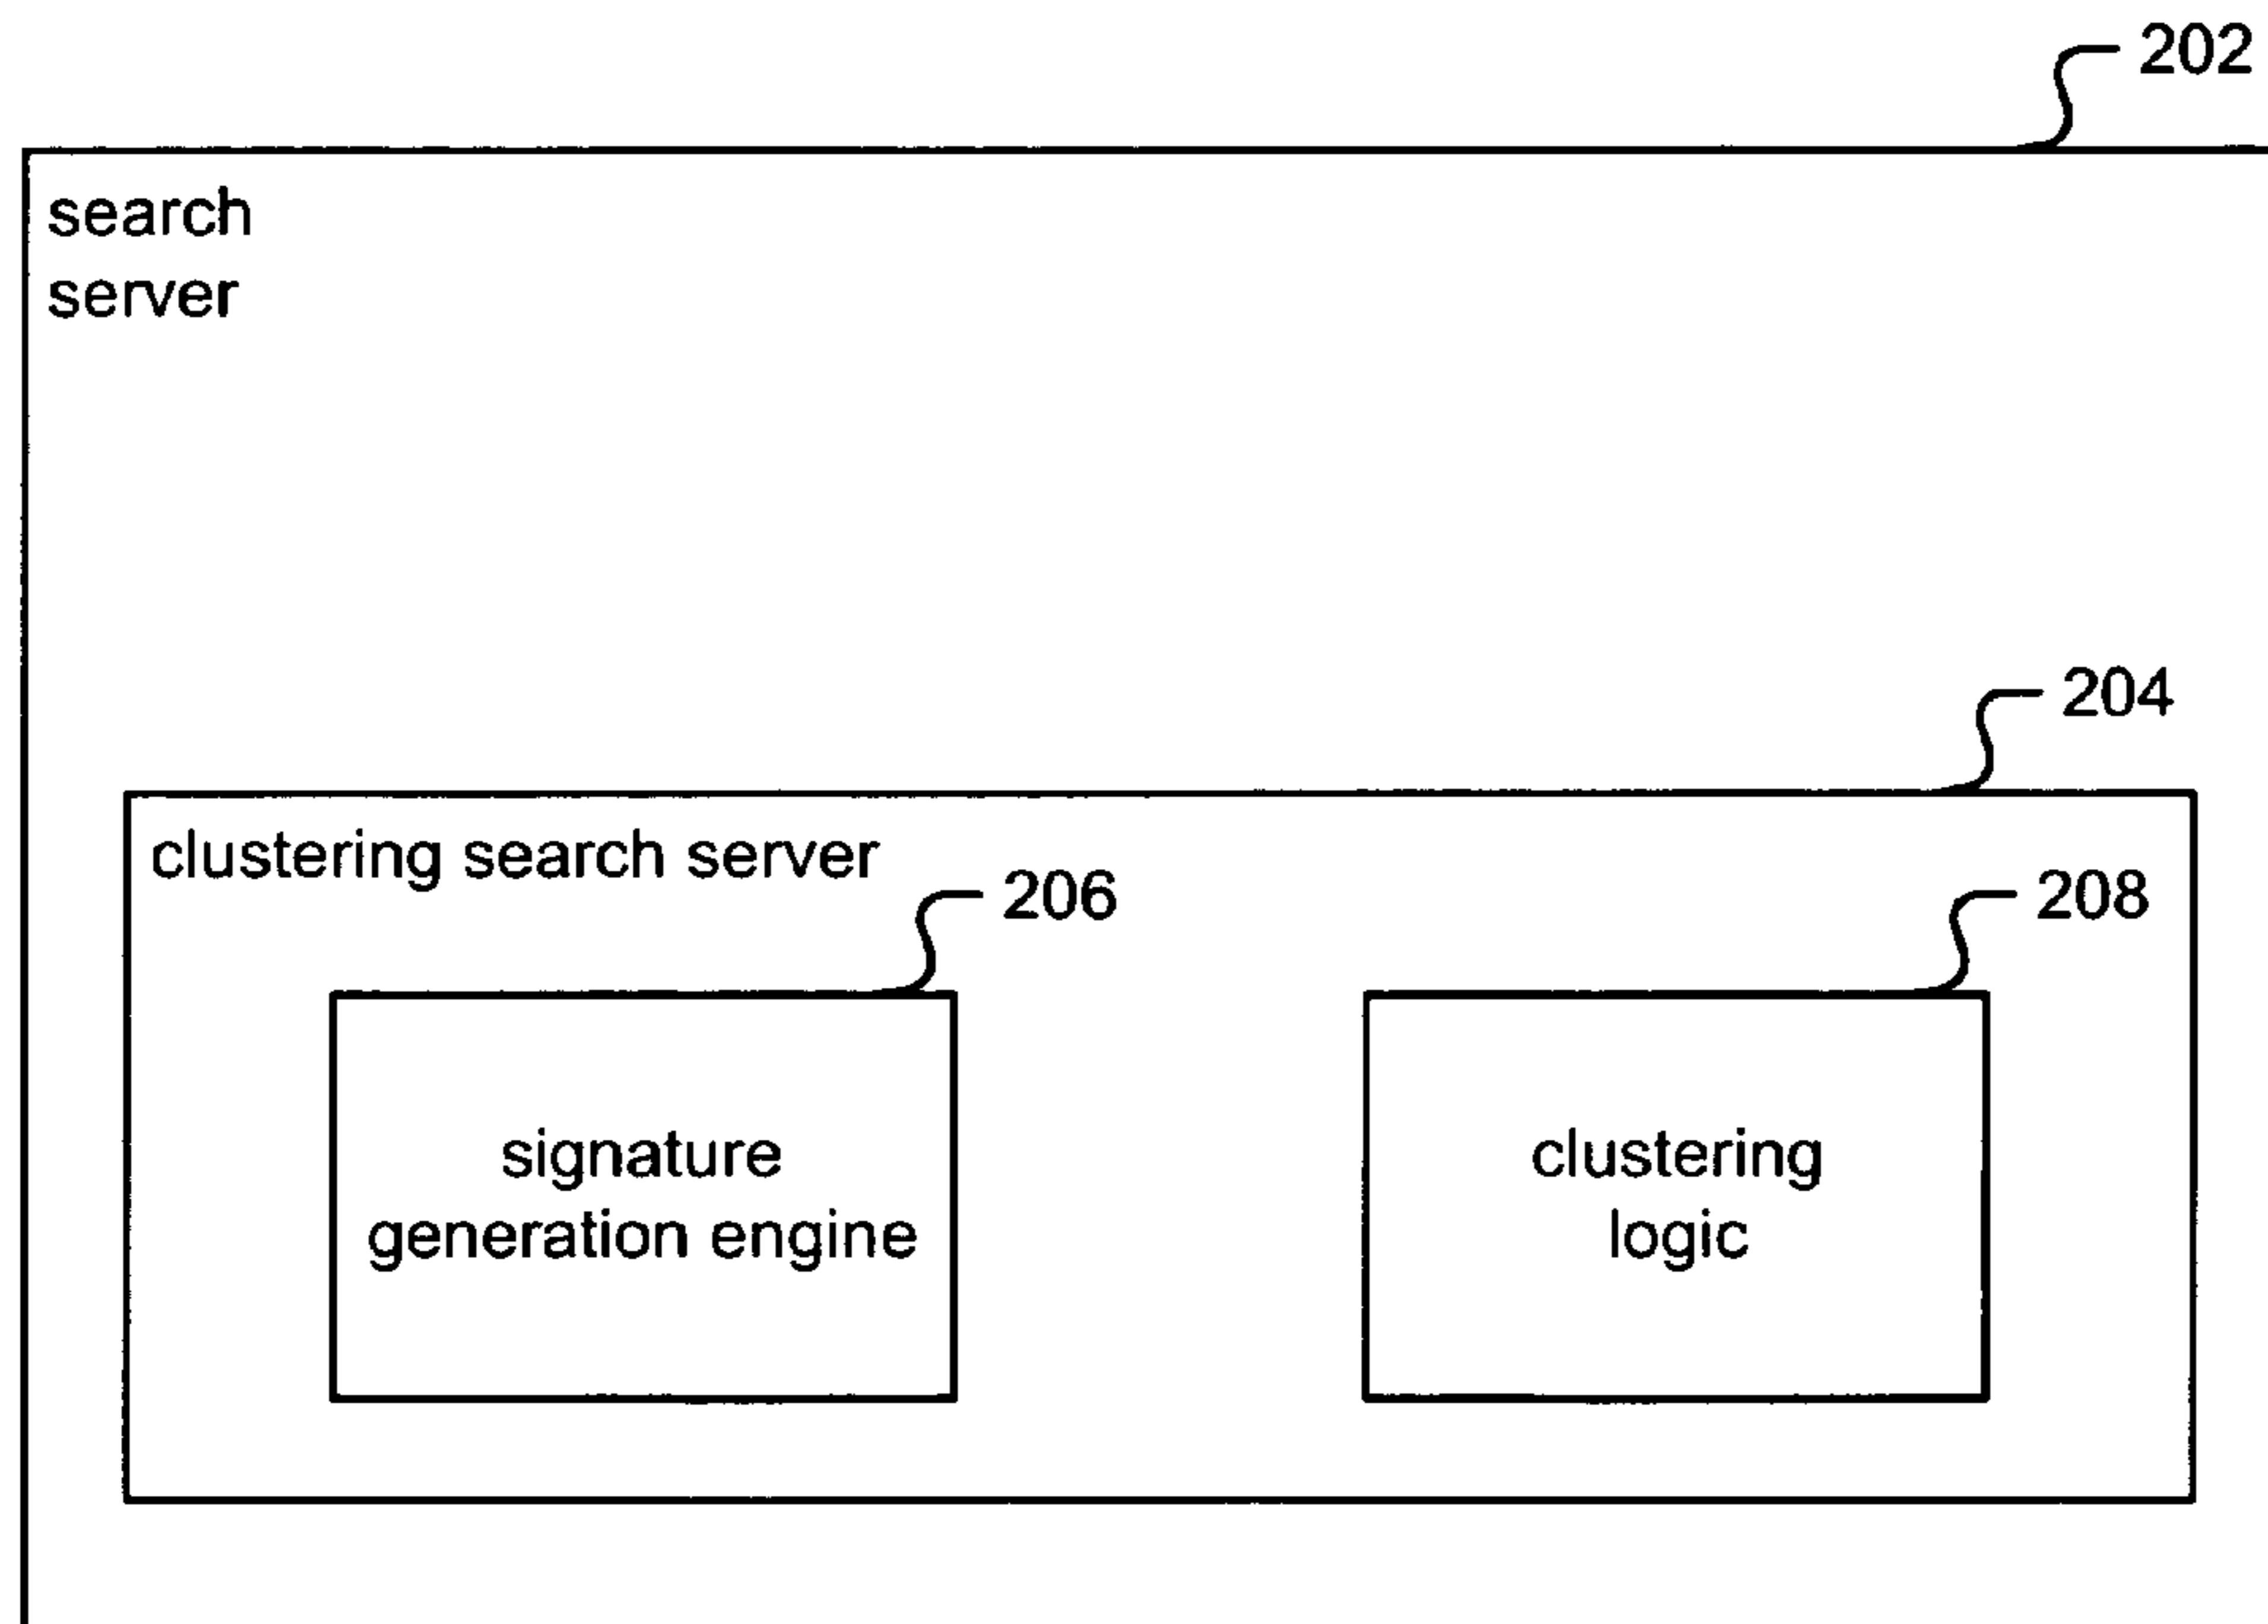 202
search
server
204
clustering search server
206
208
signature
generation engine
clustering
logic